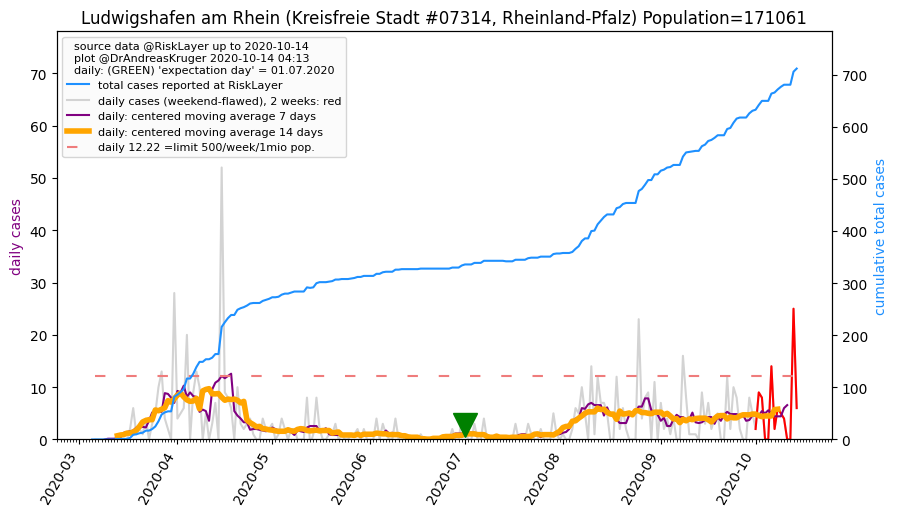 Ludwigshafen am Rhein (Kreisfreie Stadt #07314, Rheinland-Pfalz) Population=171061
source data @RiskLayer up to 2020-10-14
plot @DrAndreasKruger 2020-10-14 04:13
daily: (GREEN) 'expectation day' = 01.07.2020
total cases reported at RiskLayer
daily cases (weekend-flawed), 2 weeks: red
daily: centered moving average 7 days
daily: centered moving average 14 days
daily 12.22 =limit 500/week/1mio pop.
daily cases
70
60
50
40
30
20
10
0
cumulative total cases
700
600
500
400
300
200
100
0
2020-03
2020-04
2020-05
2020-06
2020-07
2020-08
2020-09
2020-10